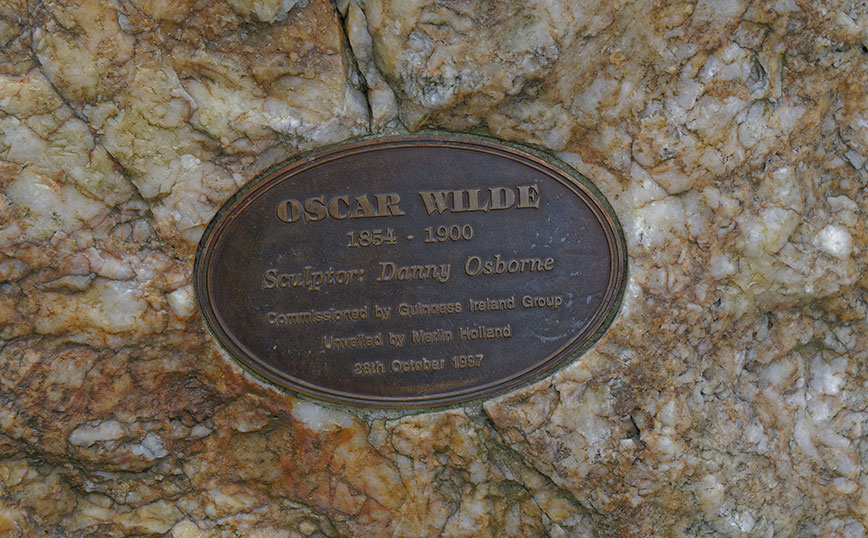 OSCAR WILDE
1854 - 1900
Sculptor: Danny Osborne
Commissioned by Guinness Ireland Group
Unveiled by Merlin Holland
28th October 1997